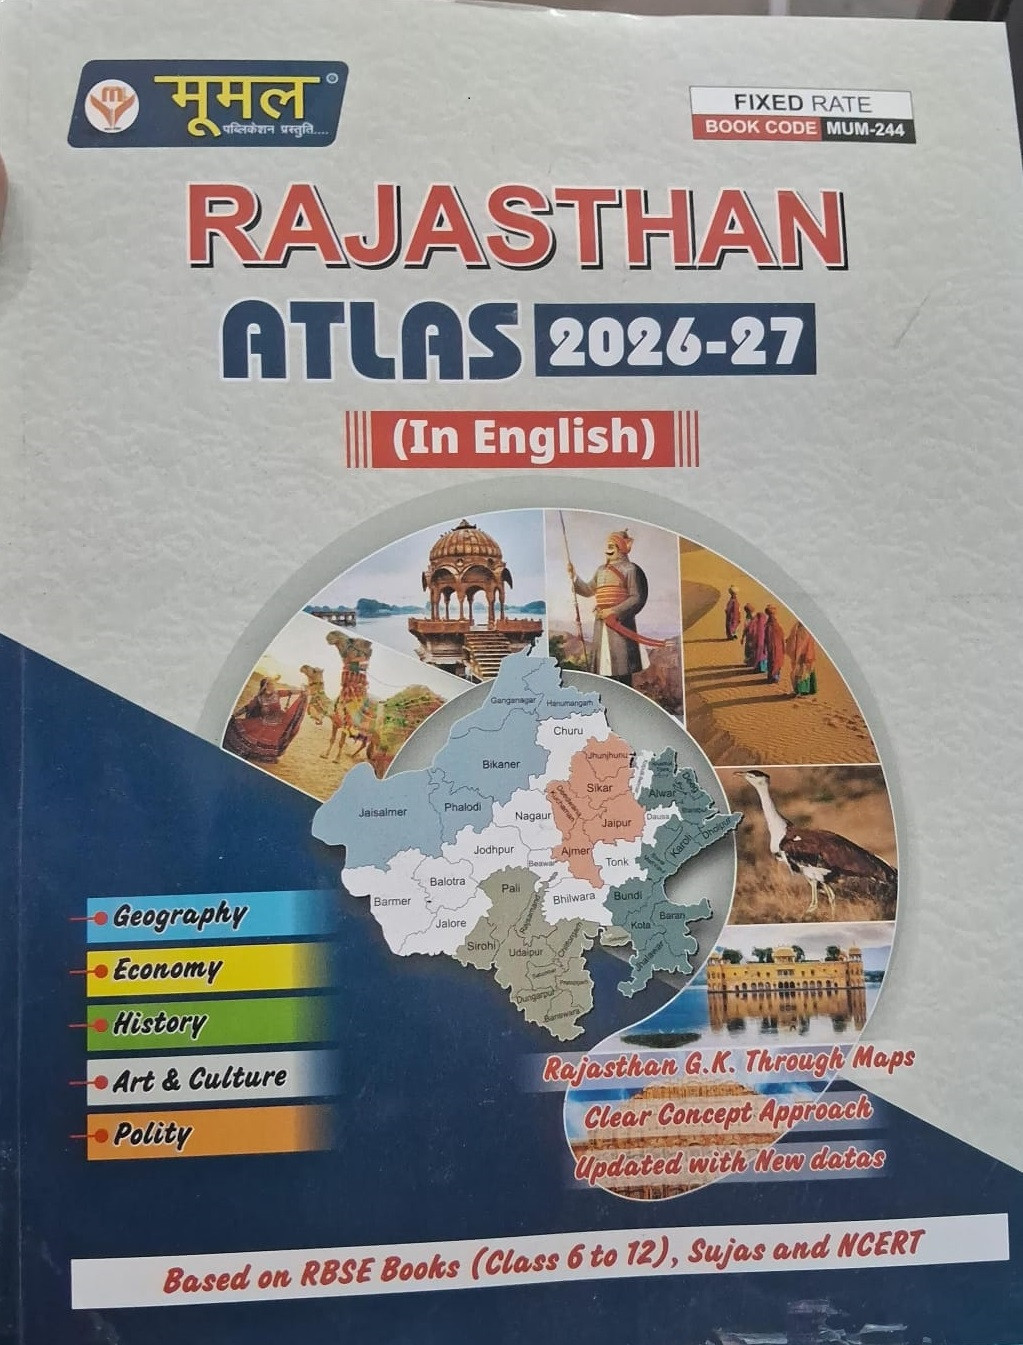 मूमल
पब्लिकेशन प्रस्तुति....
FIXED RATE
BOOK CODE MUM-244
RAJASTHAN
ATLAS 2026-27
(In English)
Ganganagar
Hanumangarh
Churu
Jhunjhunu
Bikaner
Sikar
Alwar
Jaisalmer
Phalodi
Nagaur
Jaipur
Dausa
Dholpur
Karoli
Jodhpur
Ajmer
Beawar
Tonk
Balotra
Pali
Bhilwara
Bundi
Barmer
Rajsamand
Baran
Jalore
Kota
Sirohi
Udaipur
Chittorgarh
Jhalawar
Dungarpur
Banswara
Geography
Economy
History
Art & Culture
Polity
Rajasthan G.K. Through Maps
Clear Concept Approach
Updated with New datas
Based on RBSE Books (Class 6 to 12), Sujas and NCERT